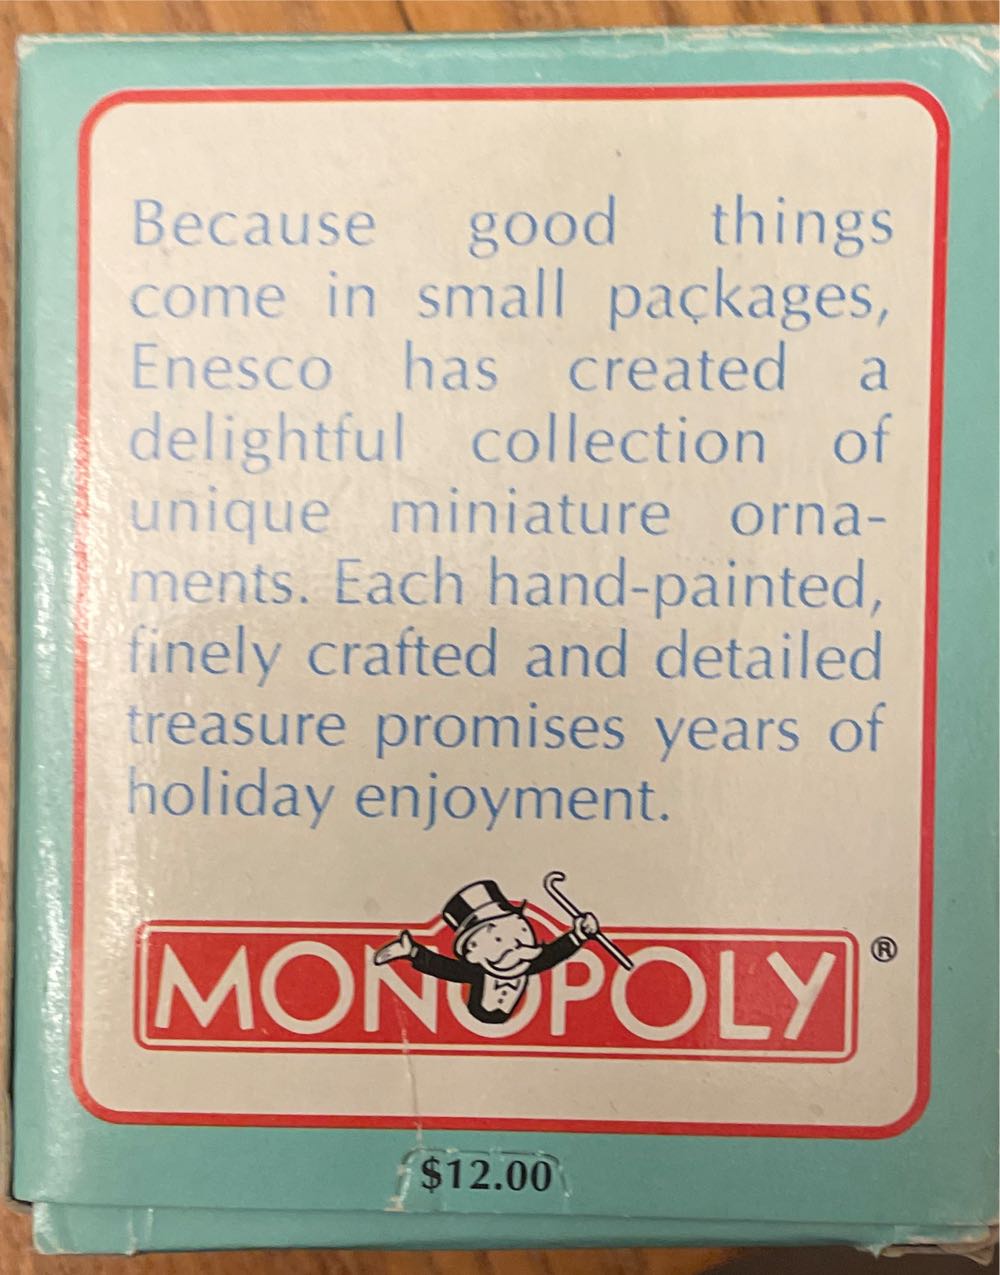 Because good things
come in small packages,
Enesco has created a
delightful collection of
unique miniature orna-
ments. Each hand-painted,
finely crafted and detailed
treasure promises years of
holiday enjoyment.
MONOPOLY ®
$12.00